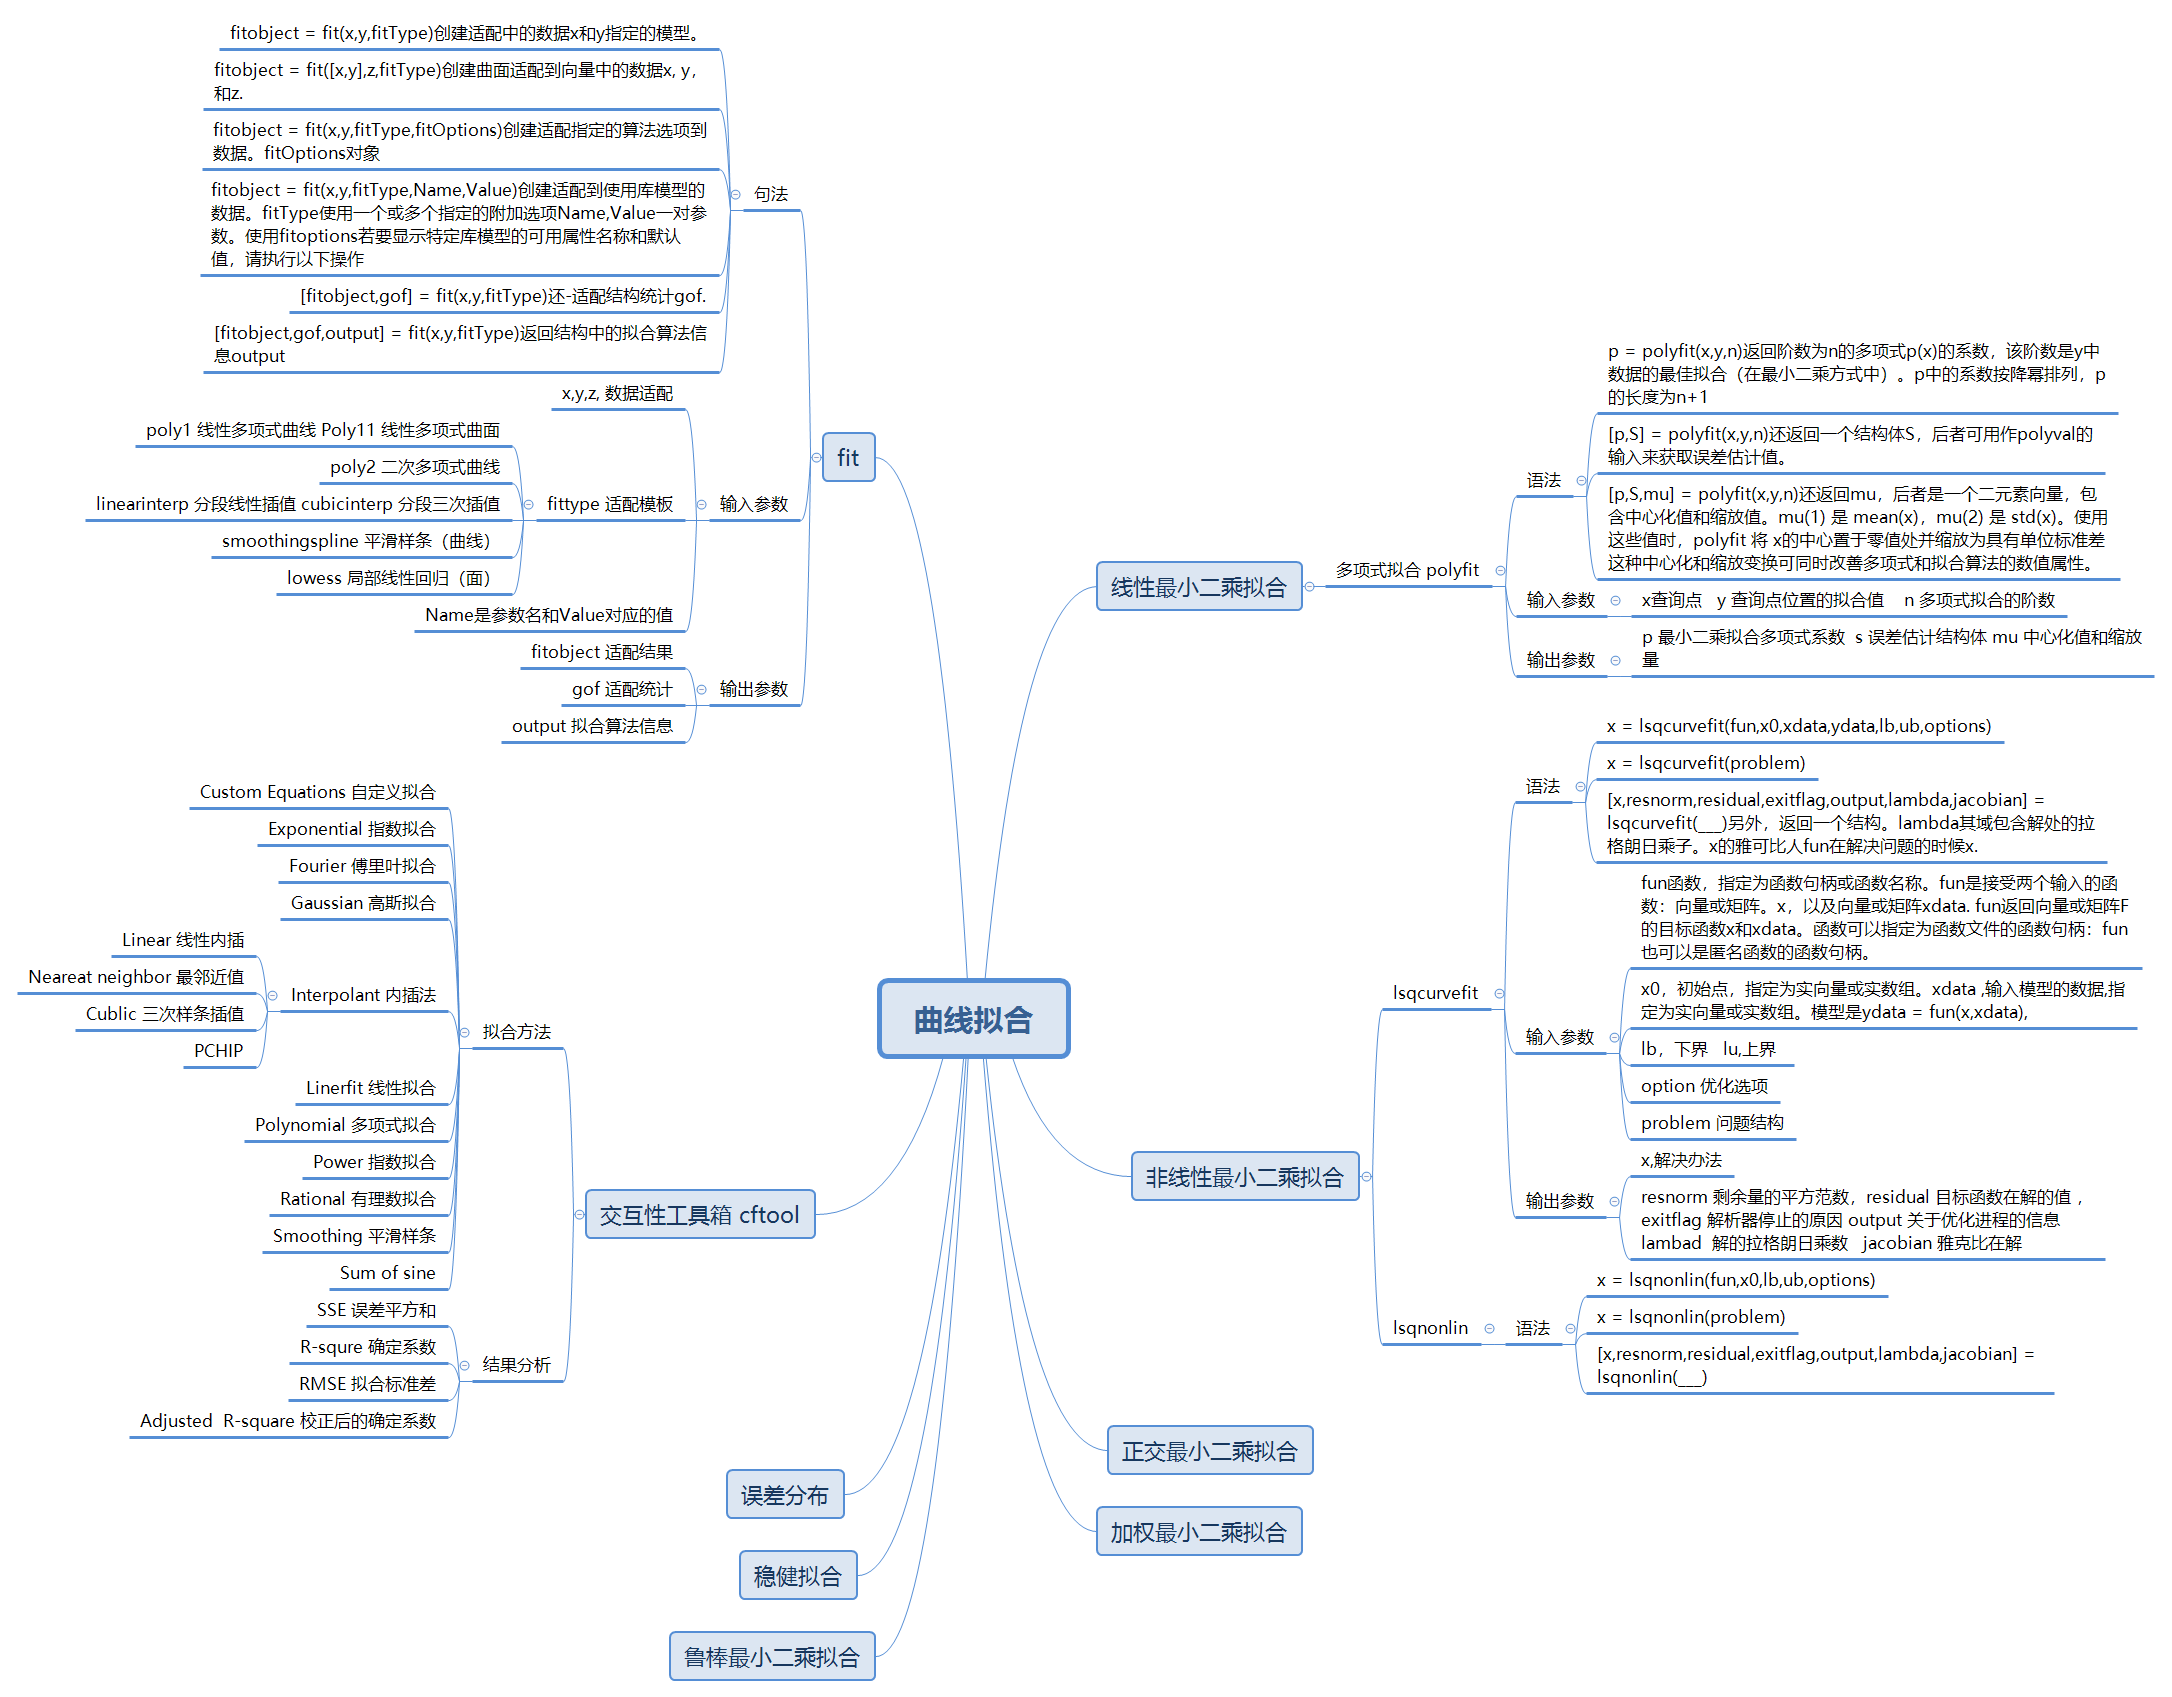 曲线拟合
fit
句法
fitobject = fit(x,y,fitType)创建适配中的数据x和y指定的模型。
fitobject = fit([x,y],z,fitType)创建曲面适配到向量中的数据x, y，
和z.
fitobject = fit(x,y,fitType,fitOptions)创建适配指定的算法选项到
数据。fitOptions对象
fitobject = fit(x,y,fitType,Name,Value)创建适配到使用库模型的
数据。fitType使用一个或多个指定的附加选项Name,Value一对参
数。使用fitoptions若要显示特定库模型的可用属性名称和默认
值，请执行以下操作
[fitobject,gof] = fit(x,y,fitType)还-适配结构统计gof.
[fitobject,gof,output] = fit(x,y,fitType)返回结构中的拟合算法信
息output
输入参数
x,y,z, 数据适配
fittype 适配模板
poly1 线性多项式曲线 Poly11 线性多项式曲面
poly2 二次多项式曲线
linearinterp 分段线性插值 cubicinterp 分段三次插值
smoothingspline 平滑样条（曲线）
lowess 局部线性回归（面）
Name是参数名和Value对应的值
输出参数
fitobject 适配结果
gof 适配统计
output 拟合算法信息
交互性工具箱 cftool
拟合方法
Custom Equations 自定义拟合
Exponential 指数拟合
Fourier 傅里叶拟合
Gaussian 高斯拟合
Interpolant 内插法
Linear 线性内插
Neareat neighbor 最邻近值
Cublic 三次样条插值
PCHIP
Linerfit 线性拟合
Polynomial 多项式拟合
Power 指数拟合
Rational 有理数拟合
Smoothing 平滑样条
Sum of sine
结果分析
SSE 误差平方和
R-squre 确定系数
RMSE 拟合标准差
Adjusted  R-square 校正后的确定系数
误差分布
稳健拟合
鲁棒最小二乘拟合
线性最小二乘拟合
多项式拟合 polyfit
语法
p = polyfit(x,y,n)返回阶数为n的多项式p(x)的系数，该阶数是y中
数据的最佳拟合（在最小二乘方式中）。p中的系数按降幂排列，p
的长度为n+1
[p,S] = polyfit(x,y,n)还返回一个结构体S，后者可用作polyval的
输入来获取误差估计值。
[p,S,mu] = polyfit(x,y,n)还返回mu，后者是一个二元素向量，包
含中心化值和缩放值。mu(1) 是 mean(x)，mu(2) 是 std(x)。使用
这些值时，polyfit 将 x的中心置于零值处并缩放为具有单位标准差
这种中心化和缩放变换可同时改善多项式和拟合算法的数值属性。
输入参数
x查询点   y 查询点位置的拟合值    n 多项式拟合的阶数
输出参数
p 最小二乘拟合多项式系数  s 误差估计结构体 mu 中心化值和缩放
量
非线性最小二乘拟合
lsqcurvefit
语法
x = lsqcurvefit(fun,x0,xdata,ydata,lb,ub,options)
x = lsqcurvefit(problem)
[x,resnorm,residual,exitflag,output,lambda,jacobian] =
lsqcurvefit(___)另外，返回一个结构。lambda其域包含解处的拉
格朗日乘子。x的雅可比人fun在解决问题的时候x.
输入参数
fun函数，指定为函数句柄或函数名称。fun是接受两个输入的函
数：向量或矩阵。x，以及向量或矩阵xdata. fun返回向量或矩阵F
的目标函数x和xdata。函数可以指定为函数文件的函数句柄：fun
也可以是匿名函数的函数句柄。
x0，初始点，指定为实向量或实数组。xdata ,输入模型的数据,指
定为实向量或实数组。模型是ydata = fun(x,xdata),
lb，下界   lu,上界
option 优化选项
problem 问题结构
输出参数
x,解决办法
resnorm 剩余量的平方范数，residual 目标函数在解的值，
exitflag 解析器停止的原因 output 关于优化进程的信息
lambad  解的拉格朗日乘数   jacobian 雅克比在解
lsqnonlin
语法
x = lsqnonlin(fun,x0,lb,ub,options)
x = lsqnonlin(problem)
[x,resnorm,residual,exitflag,output,lambda,jacobian] =
lsqnonlin(___)
正交最小二乘拟合
加权最小二乘拟合